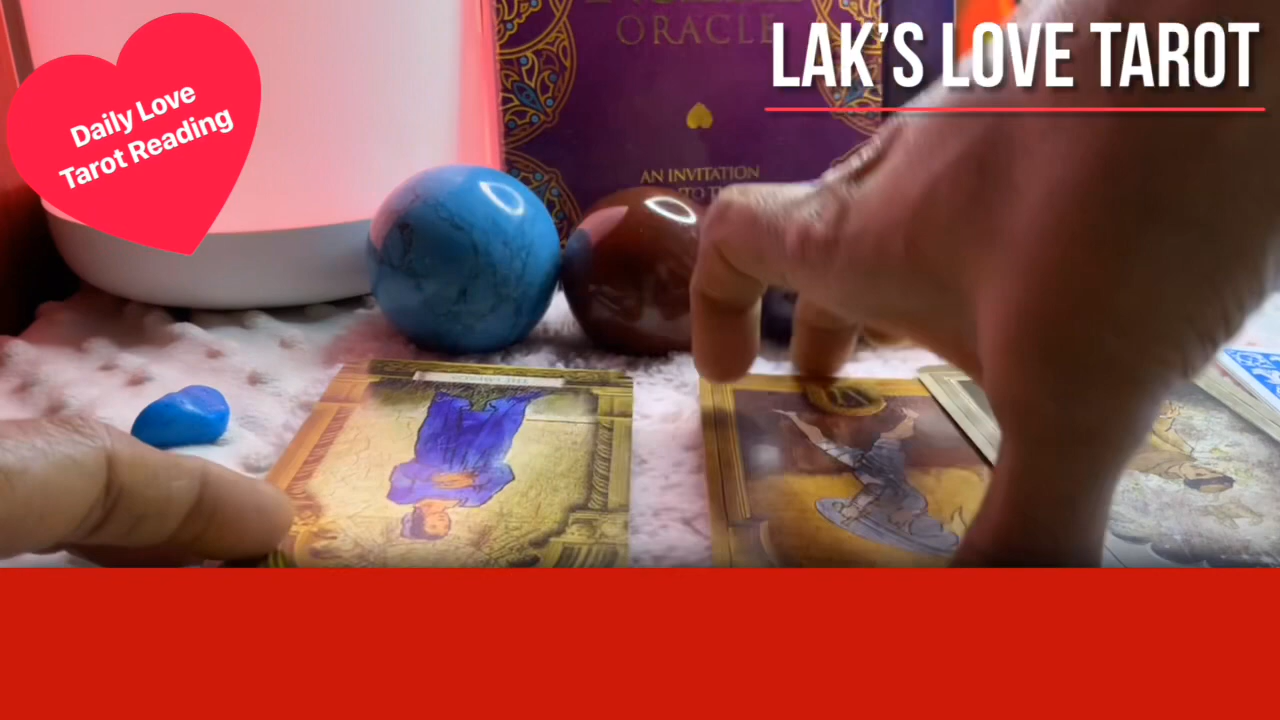 Daily Love
Tarot Reading
LAK'S LOVE TAROT
ORACLE
AN INVITATION